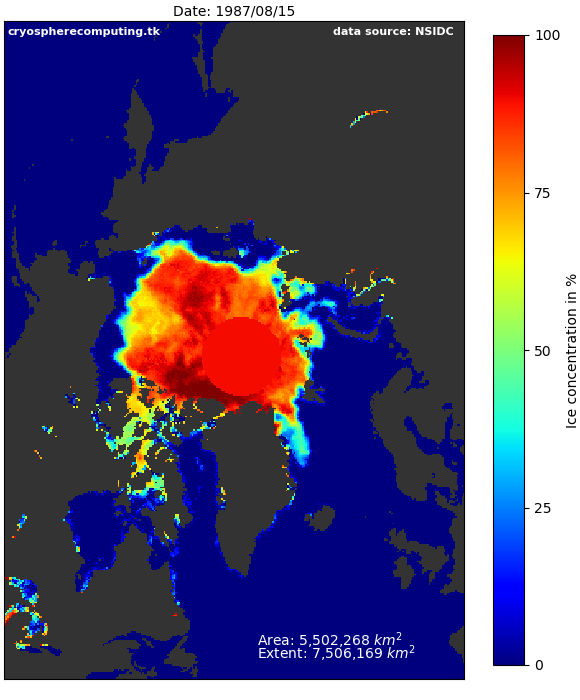 Date: 1987/08/15
cryospherecomputing.tk data source: NSIDC
100
75
50
25
0
Ice concentration in %
Area: 5,502,268 km²
Extent: 7,506,169 km²